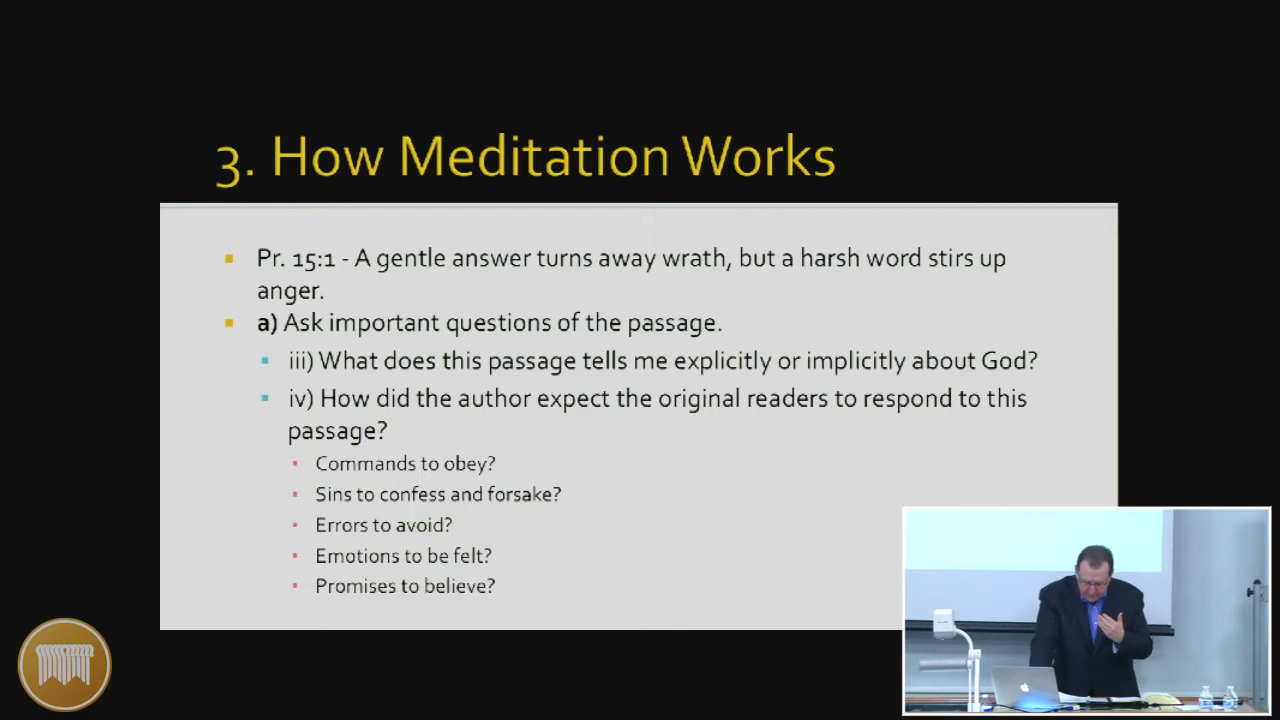 3. How Meditation Works
Pr. 15:1 - A gentle answer turns away wrath, but a harsh word stirs up
anger.
a) Ask important questions of the passage.
iii) What does this passage tells me explicitly or implicitly about God?
iv) How did the author expect the original readers to respond to this
passage?
Commands to obey?
Sins to confess and forsake?
Errors to avoid?
Emotions to be felt?
Promises to believe?